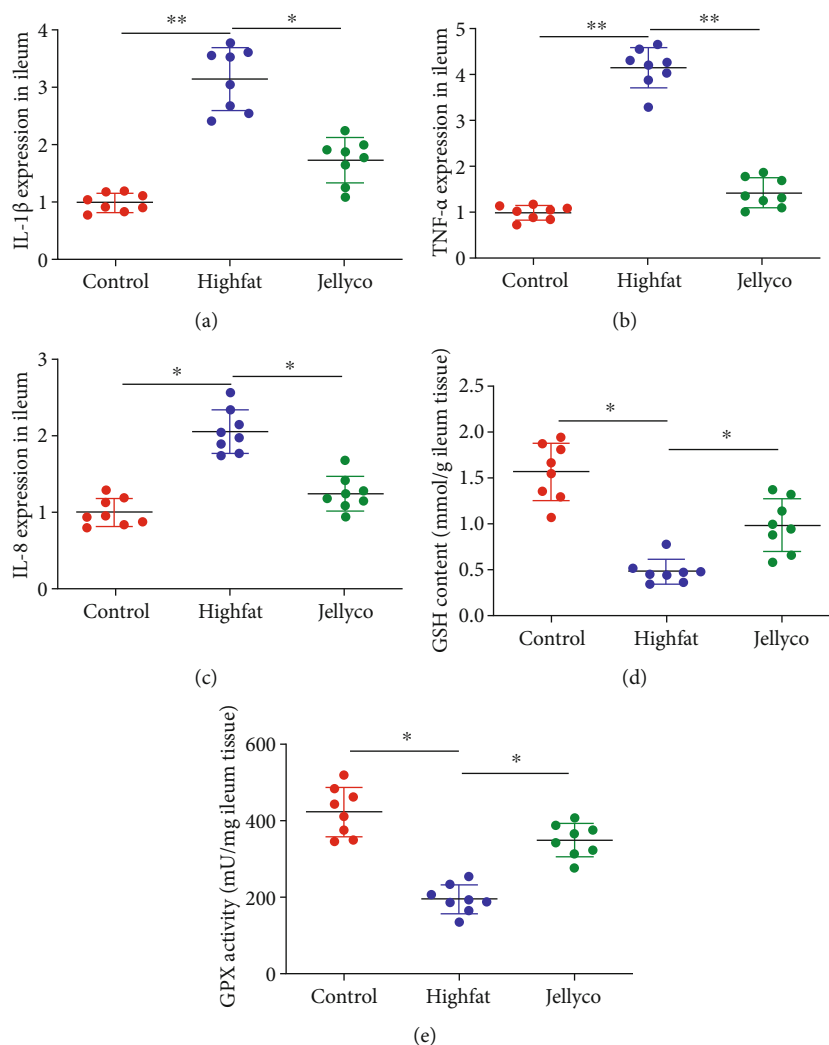 ** *
IL-1β expression in ileum
4
3
2
1
0
Control Highfat Jellyco
(a)
** **
TNF-α expression in ileum
5
4
3
2
1
0
Control Highfat Jellyco
(b)
* *
IL-8 expression in ileum
3
2
1
0
Control Highfat Jellyco
(c)
* *
GSH content (mmol/g ileum tissue)
2.5
2.0
1.5
1.0
0.5
0.0
Control Highfat Jellyco
(d)
* *
GPX activity (mU/mg ileum tissue)
600
400
200
0
Control Highfat Jellyco
(e)